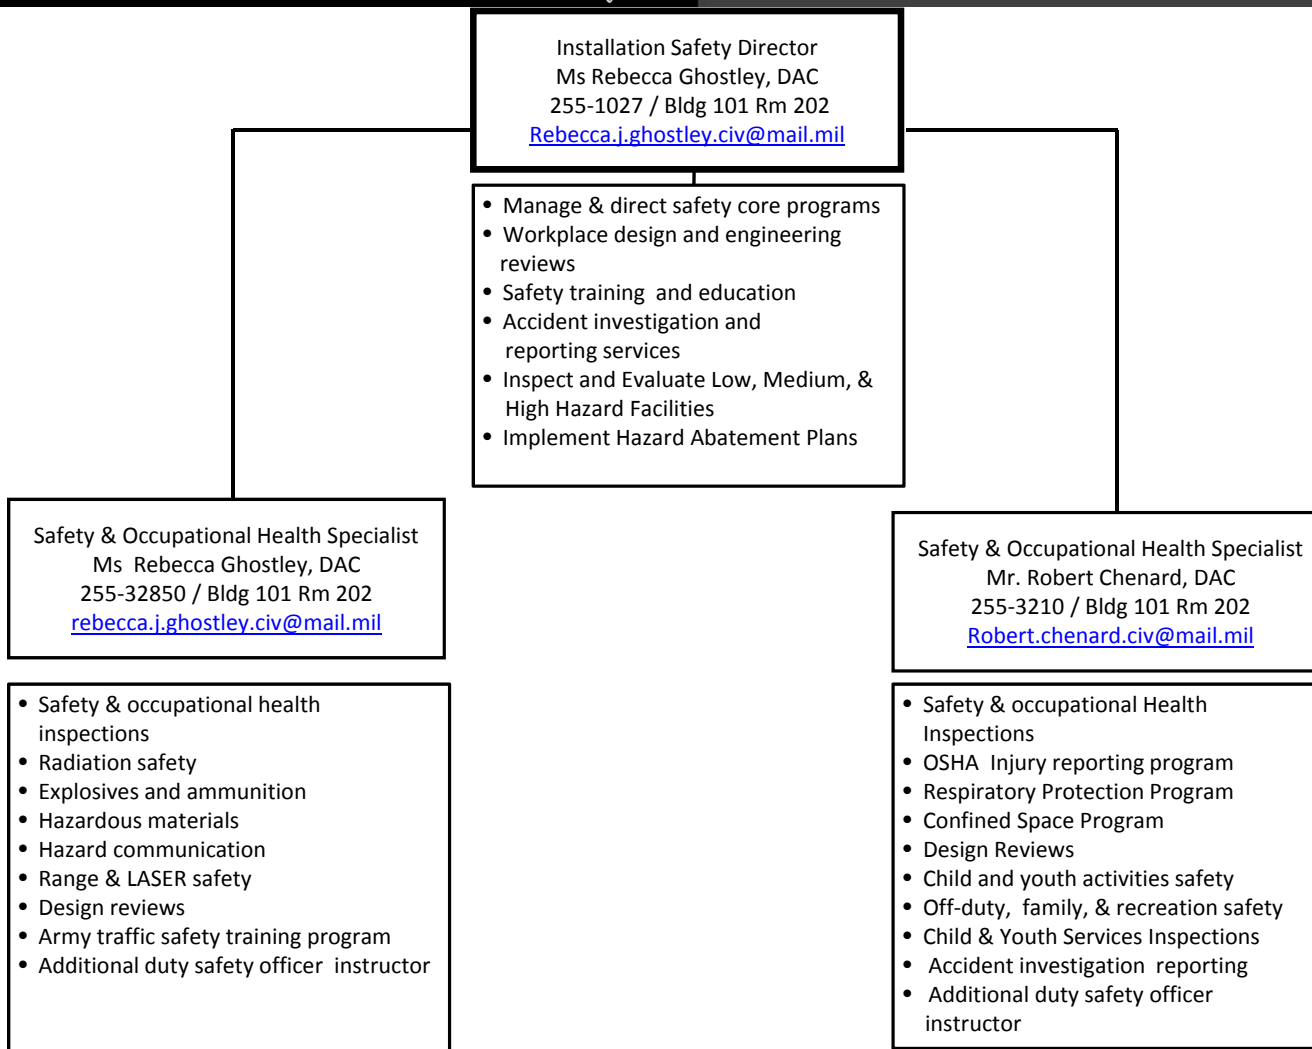 Installation Safety Director
Ms Rebecca Ghostley, DAC
255-1027 / Bldg 101 Rm 202
Rebecca.j.ghostley.civ@mail.mil
• Manage & direct safety core programs
• Workplace design and engineering
reviews
• Safety training and education
• Accident investigation and
reporting services
• Inspect and Evaluate Low, Medium, &
High Hazard Facilities
• Implement Hazard Abatement Plans
Safety & Occupational Health Specialist
Ms Rebecca Ghostley, DAC
255-32850 / Bldg 101 Rm 202
rebecca.j.ghostley.civ@mail.mil
• Safety & occupational health
inspections
• Radiation safety
• Explosives and ammunition
• Hazardous materials
• Hazard communication
• Range & LASER safety
• Design reviews
• Army traffic safety training program
• Additional duty safety officer instructor
Safety & Occupational Health Specialist
Mr. Robert Chenard, DAC
255-3210 / Bldg 101 Rm 202
Robert.chenard.civ@mail.mil
• Safety & occupational Health
Inspections
• OSHA Injury reporting program
• Respiratory Protection Program
• Confined Space Program
• Design Reviews
• Child and youth activities safety
• Off-duty, family, & recreation safety
• Child & Youth Services Inspections
• Accident investigation reporting
• Additional duty safety officer
instructor